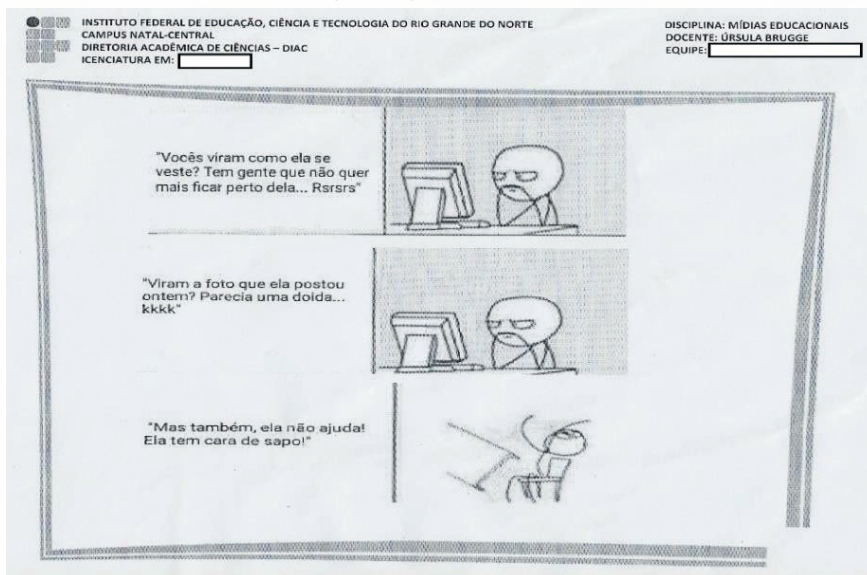 INSTITUTO FEDERAL DE EDUCAÇÃO, CIÊNCIA E TECNOLOGIA DO RIO GRANDE DO NORTE
CAMPUS NATAL-CENTRAL
DIRETORIA ACADÊMICA DE CIÊNCIAS – DIAC
ICENCIATURA EM:
DISCIPLINA: MÍDIAS EDUCACIONAIS
DOCENTE: ÚRSULA BRUGGE
EQUIPE:
"Vocês viram como ela se
veste? Tem gente que não quer
mais ficar perto dela... Rsrsrs"
"Viram a foto que ela postou
ontem? Parecia uma doida...
kkkk"
"Mas também, ela não ajuda!
Ela tem cara de sapo!"